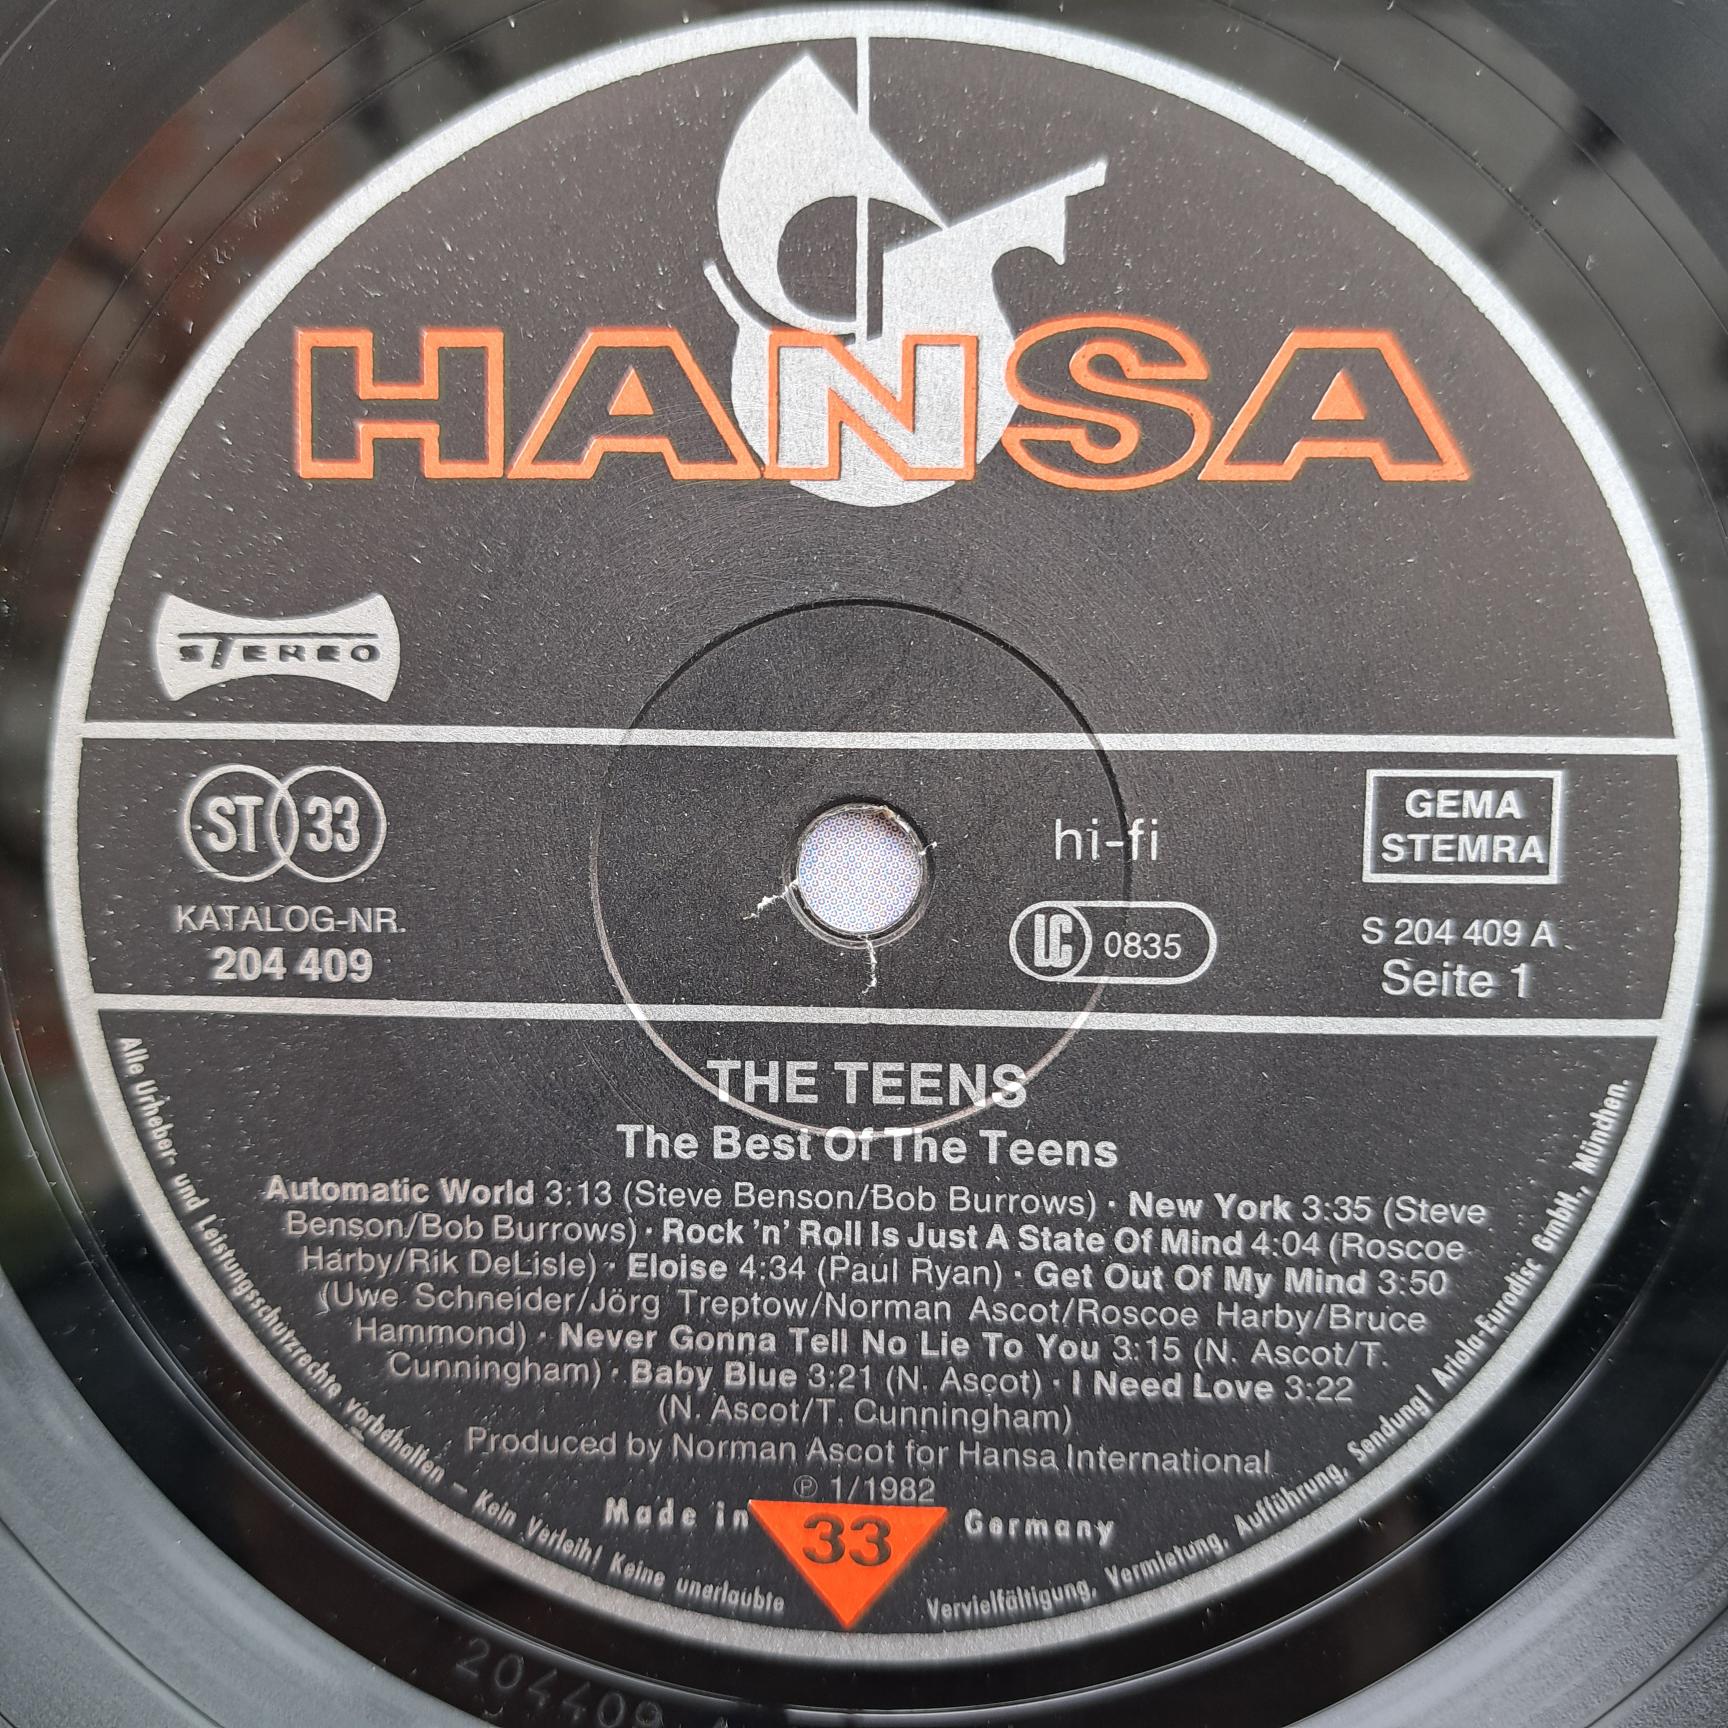 HANSA
STEREO
ST 33
hi-fi
GEMA
STEMRA
KATALOG-NR.
204 409
LC 0835
S 204 409 A
Seite 1
THE TEENS
The Best Of The Teens
Automatic World 3:13 (Steve Benson/Bob Burrows) · New York 3:35 (Steve
Benson/Bob Burrows) · Rock 'n' Roll Is Just A State Of Mind 4:04 (Roscoe
Harby/Rik DeLisle) · Eloise 4:34 (Paul Ryan) · Get Out Of My Mind 3:50
(Uwe Schneider/Jörg Treptow/Norman Ascot/Roscoe Harby/Bruce
Hammond) · Never Gonna Tell No Lie To You 3:15 (N. Ascot/T.
Cunningham) · Baby Blue 3:21 (N. Ascot) · I Need Love 3:22
(N. Ascot/T. Cunningham)
Produced by Norman Ascot for Hansa International
℗ 1/1982
Made in 33 Germany
Alle Urheber- und Leistungsschutzrechte vorbehalten – Kein Verleih! Keine unerlaubte Vervielfältigung, Vermietung, Aufführung, Sendung! Ariola-Eurodisc GmbH., München.
204409